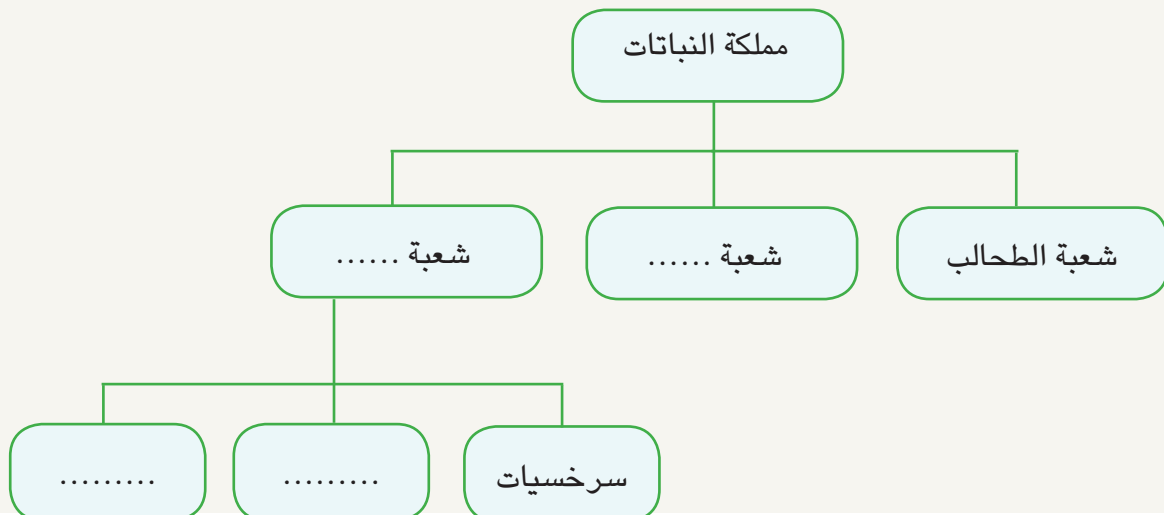 مملكة النباتات
شعبة الطحالب
شعبة ......
شعبة ......
سرخسيات
.........
.........